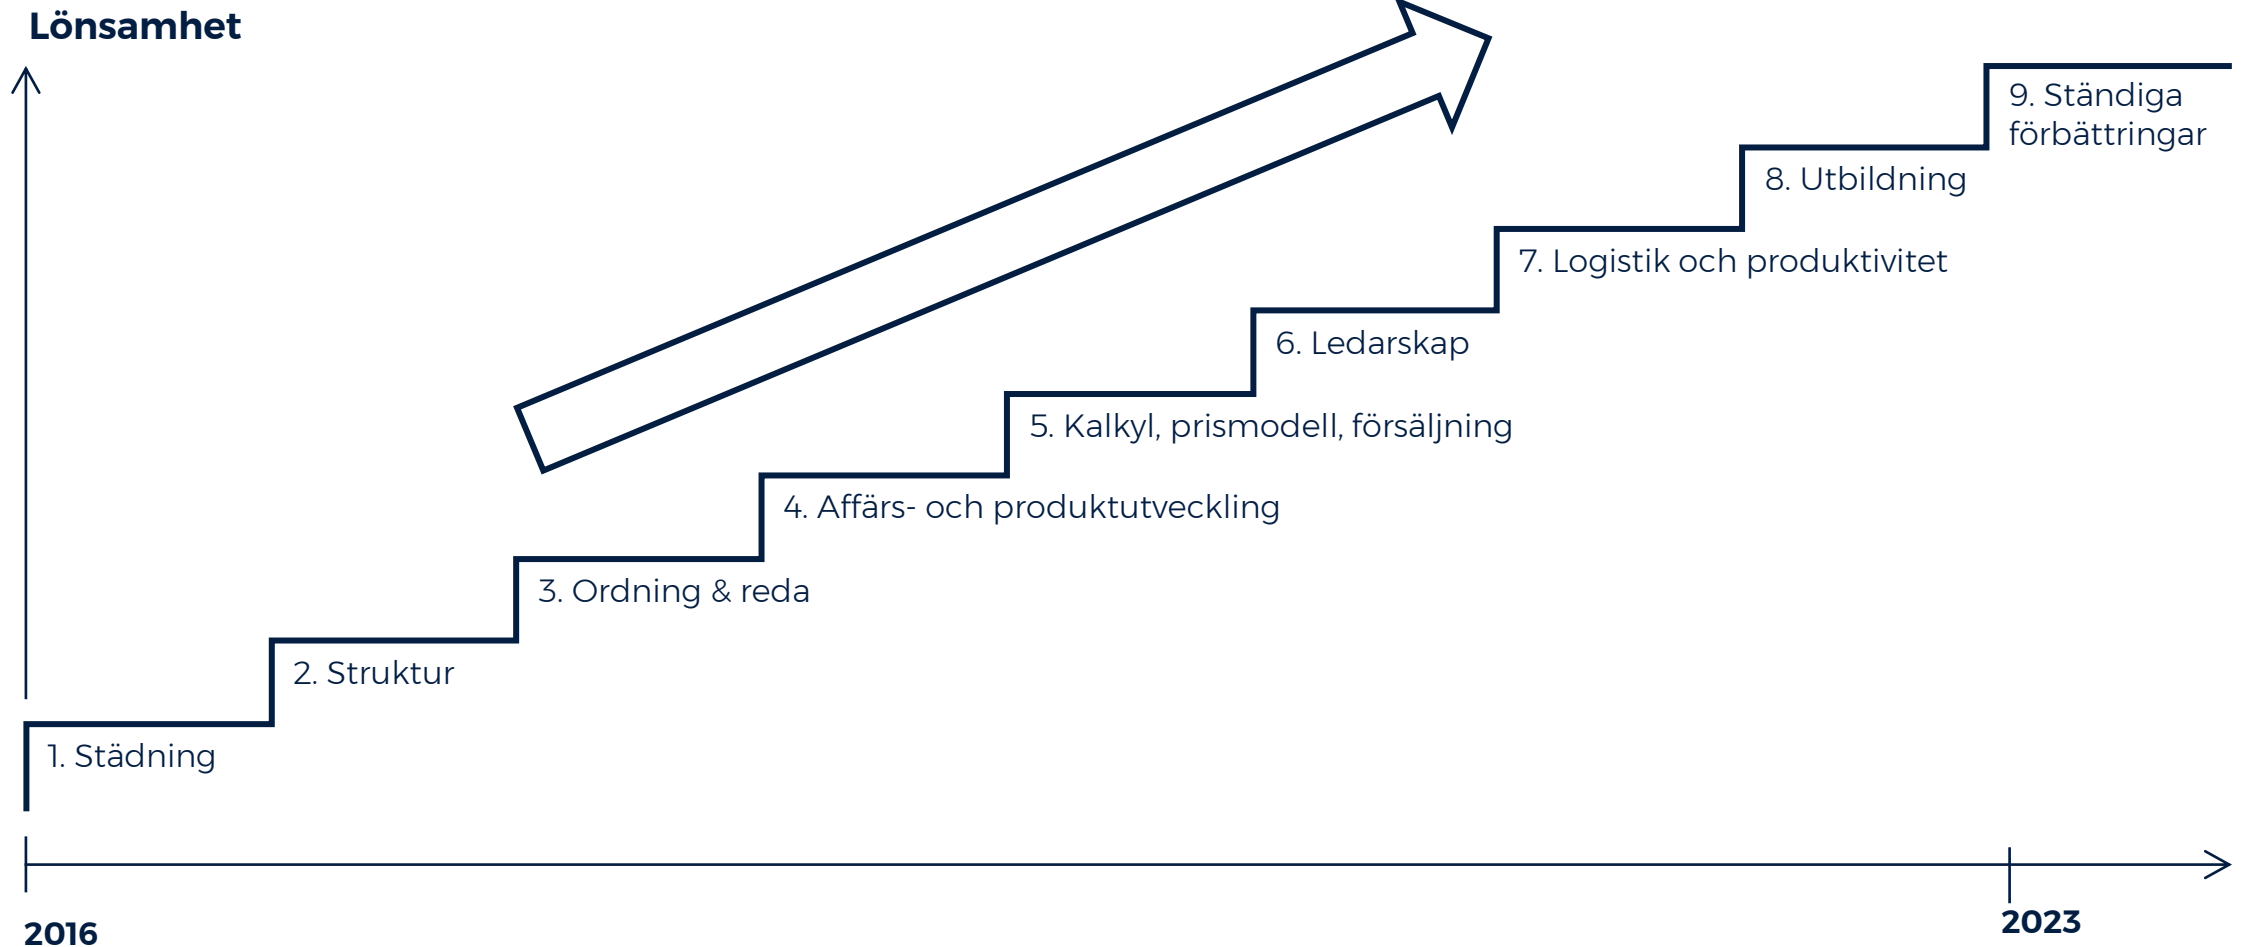 Lönsamhet
9. Ständiga
förbättringar
8. Utbildning
7. Logistik och produktivitet
6. Ledarskap
5. Kalkyl, prismodell, försäljning
4. Affärs- och produktutveckling
3. Ordning & reda
2. Struktur
1. Städning
2016
2023